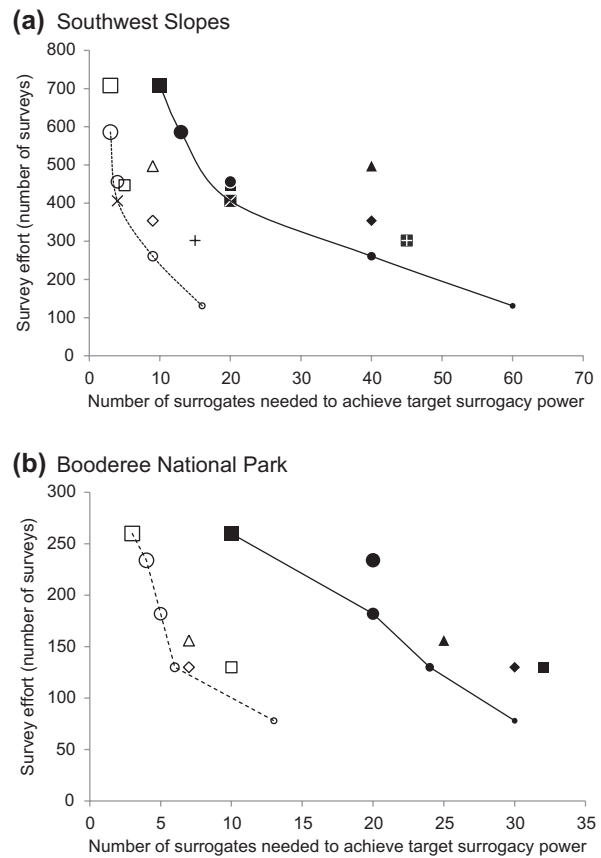 (a) Southwest Slopes
800
700
600
500
400
300
200
100
0
Survey effort (number of surveys)
0 10 20 30 40 50 60 70
Number of surrogates needed to achieve target surrogacy power
(b) Booderee National Park
300
250
200
150
100
50
0
Survey effort (number of surveys)
0 5 10 15 20 25 30 35
Number of surrogates needed to achieve target surrogacy power